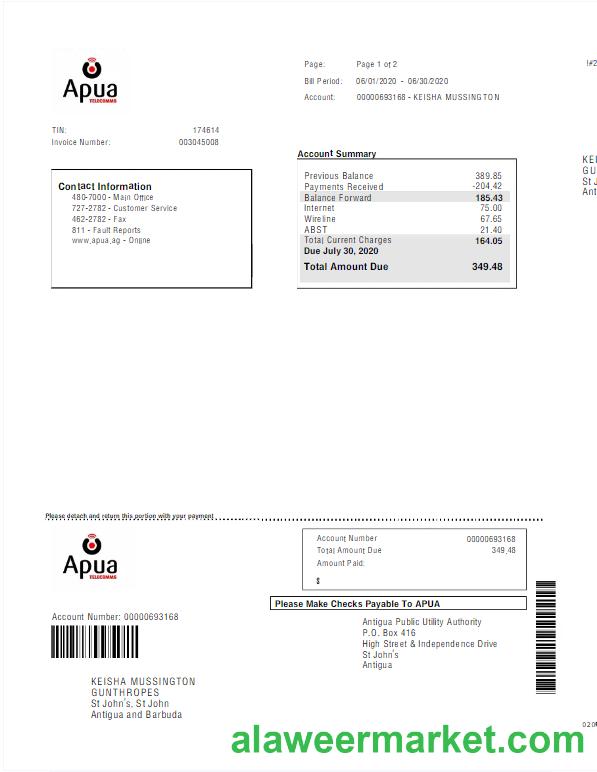 Apua
TELECOMMS
Page: Page 1 of 2
Bill Period: 06/01/2020 - 06/30/2020
Account: 00000693168 - KEISHA MUSSINGTON
TIN: 174614
Invoice Number: 003045008
Contact Information
480-7000 - Main Office
727-2782 - Customer Service
462-2782 - Fax
811 - Fault Reports
www.apua.ag - Online
Account Summary
Previous Balance 389.85
Payments Received -204.42
Balance Forward 185.43
Internet 75.00
Wireline 67.65
ABST 21.40
Total Current Charges 164.05
Due July 30, 2020
Total Amount Due 349.48
Please detach and return this portion with your payment
Apua
TELECOMMS
Account Number 00000693168
Total Amount Due 349.48
Amount Paid:
$
Please Make Checks Payable To APUA
Account Number: 00000693168
Antigua Public Utility Authority
P.O. Box 416
High Street & Independence Drive
St John's
Antigua
KEISHA MUSSINGTON
GUNTHROPES
St John's, St John
Antigua and Barbuda
alaweermarket.com